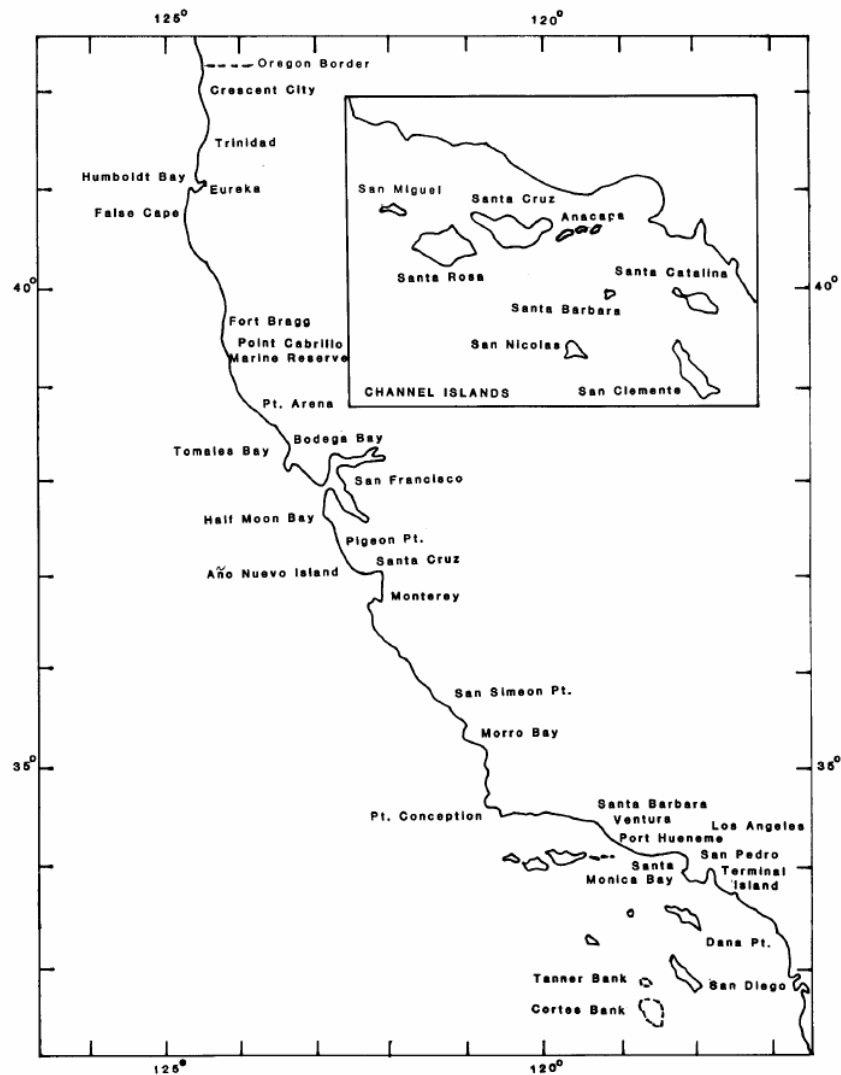 125° 120°
Oregon Border
Crescent City
Trinidad
Humboldt Bay
Eureka
False Cape
San Miguel
Santa Cruz
Anacapa
Santa Rosa
Santa Catalina
Santa Barbara
San Nicolas
CHANNEL ISLANDS
San Clemente
40° 40°
Fort Bragg
Point Cabrillo
Marine Reserve
Pt. Arena
Bodega Bay
Tomales Bay
San Francisco
Half Moon Bay
Pigeon Pt.
Santa Cruz
Año Nuevo Island
Monterey
San Simeon Pt.
Morro Bay
35° 35°
Pt. Conception
Santa Barbara
Ventura
Los Angeles
Port Hueneme
San Pedro
Santa
Monica Bay
Terminal
Island
Dana Pt.
Tanner Bank
San Diego
Cortes Bank
125° 120°